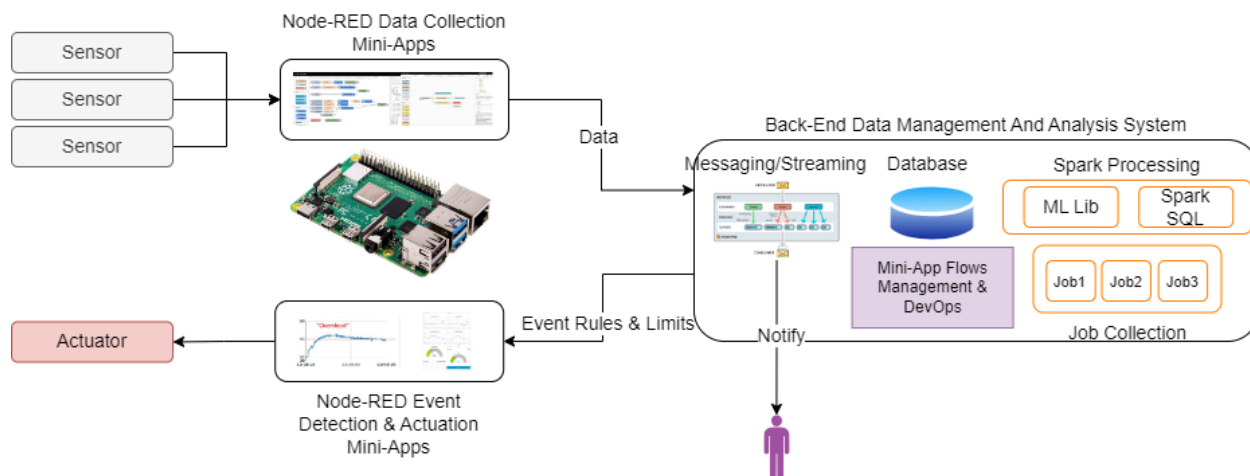 Node-RED Data Collection
Mini-Apps
Sensor
Sensor
Sensor
Data
Back-End Data Management And Analysis System
Messaging/Streaming
Database
Spark Processing
ML Lib
Spark
SQL
Mini-App Flows
Management &
DevOps
Job1
Job2
Job3
Job Collection
Event Rules & Limits
Notify
Actuator
"Overshoot"
Node-RED Event
Detection & Actuation
Mini-Apps